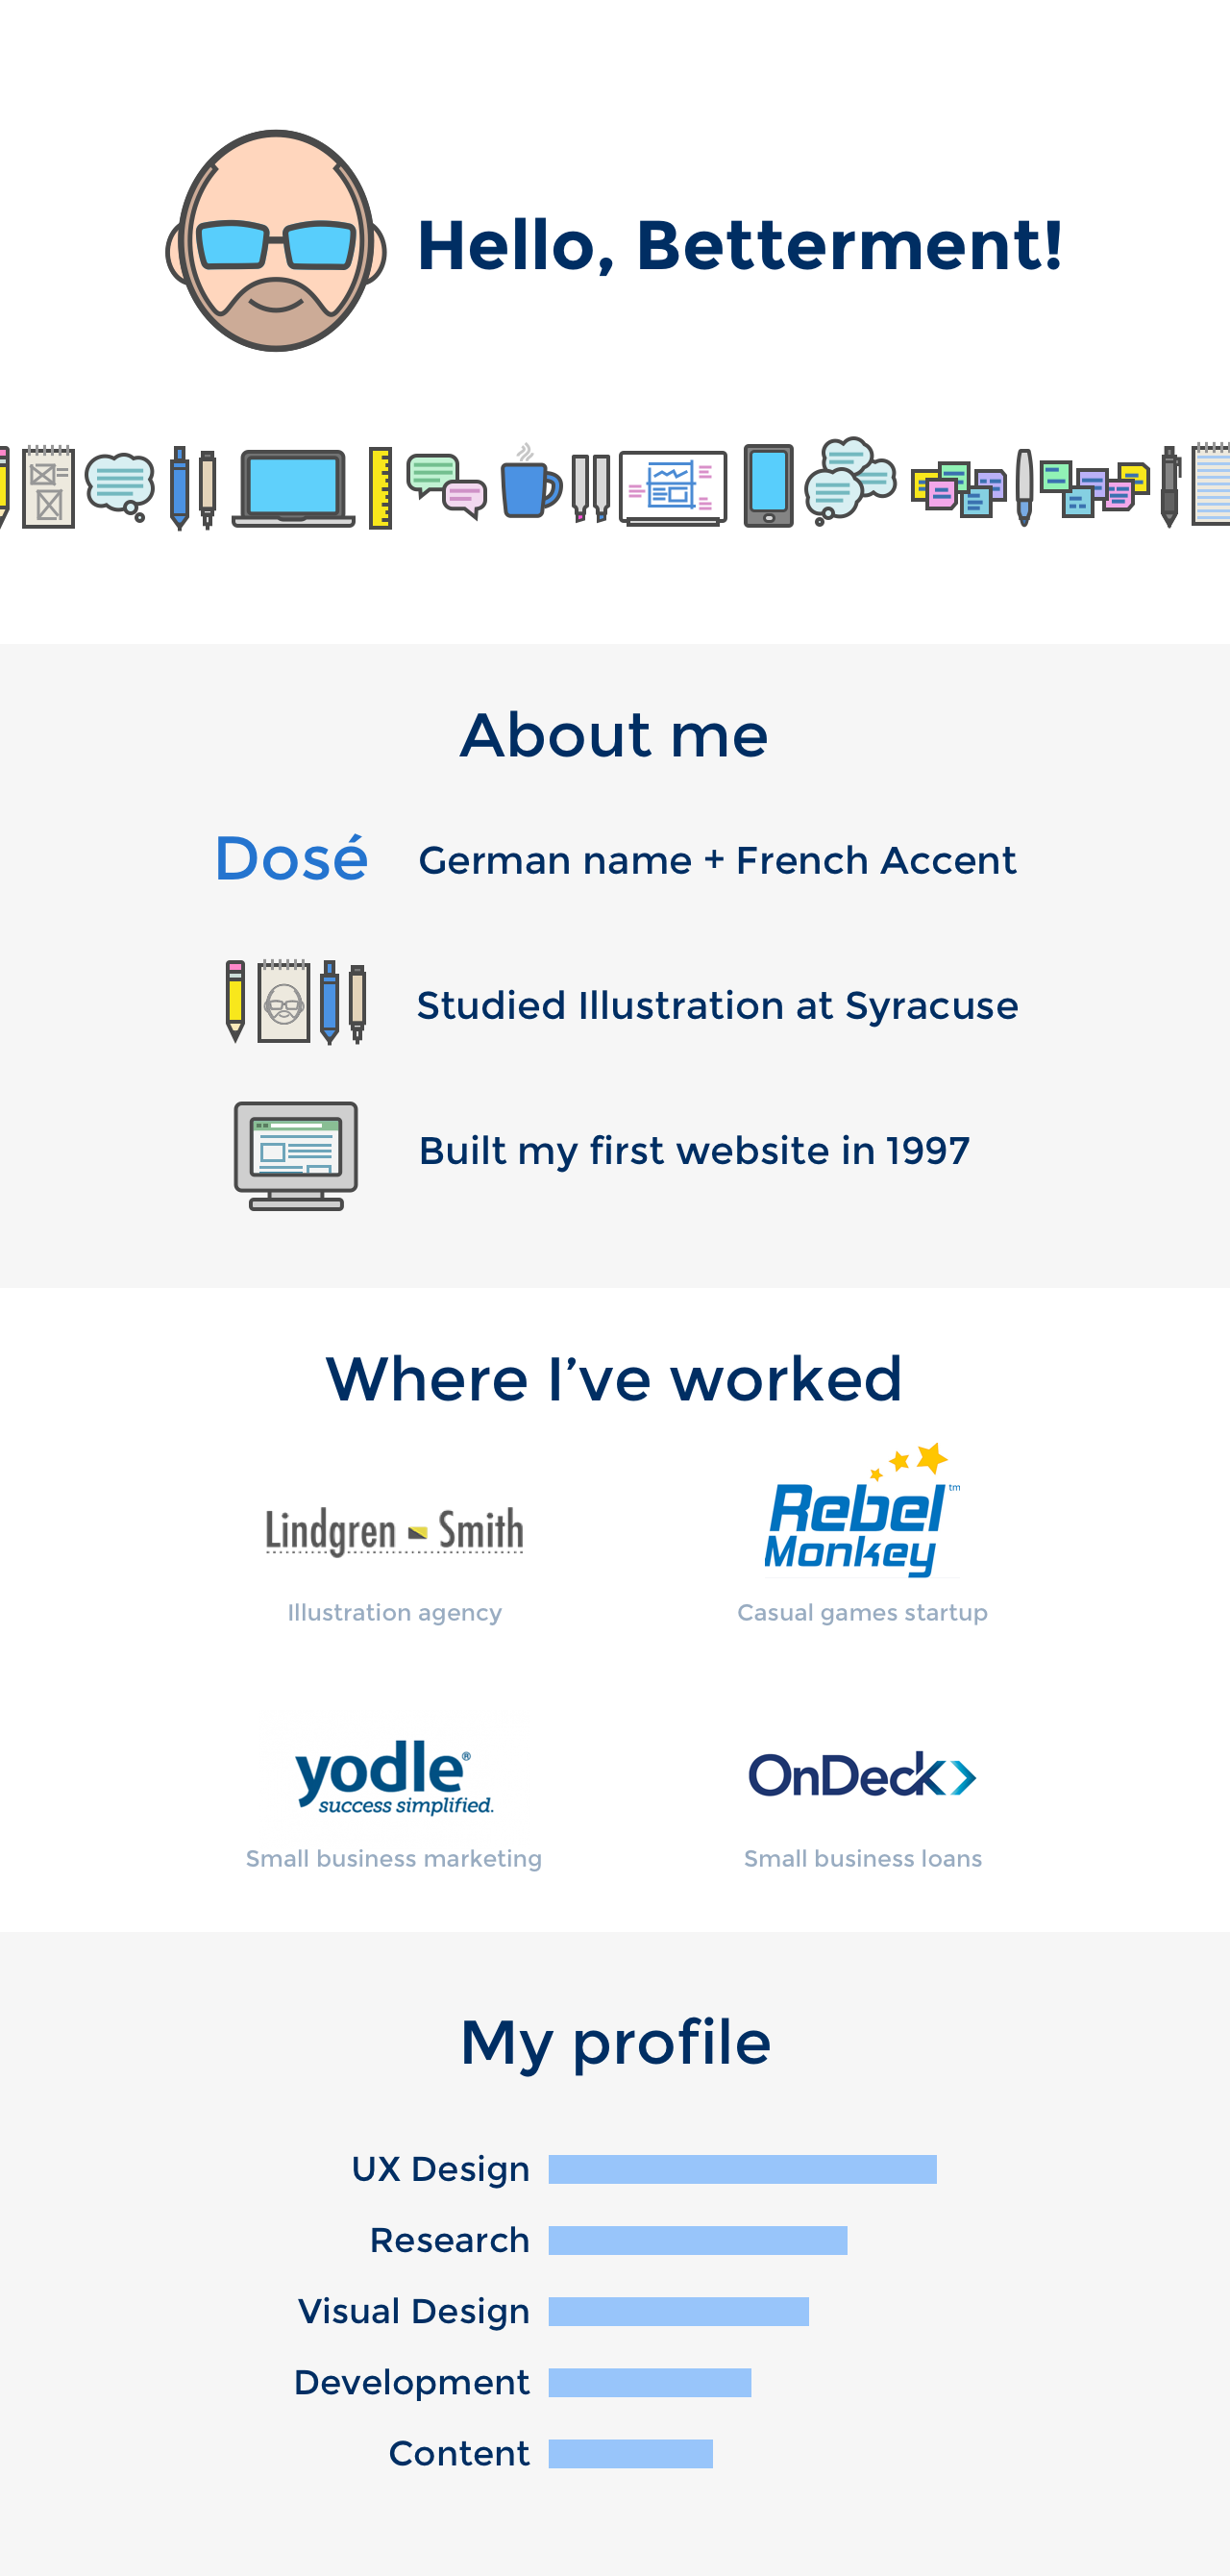 Hello, Betterment!
About me
Dosé
German name + French Accent
Studied Illustration at Syracuse
Built my first website in 1997
Where I’ve worked
Lindgren Smith
Rebel
tm
Monkey
Illustration agency
Casual games startup
yodle®
success simplified.
OnDeck
Small business marketing
Small business loans
My profile
UX Design
Research
Visual Design
Development
Content